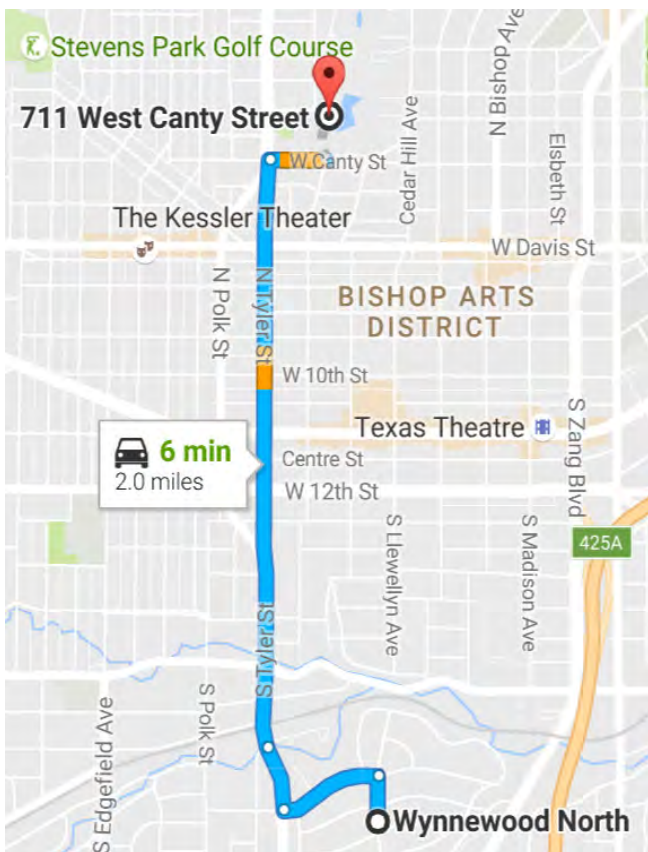 Stevens Park Golf Course
N Bishop Ave
711 West Canty Street
Cedar Hill Ave
Elsbeth St
W Canty St
The Kessler Theater
W Davis St
N Polk St
N Tyler St
BISHOP ARTS
DISTRICT
W 10th St
Texas Theatre
S Zang Blvd
6 min
2.0 miles
Centre St
W 12th St
S Llewellyn Ave
S Madison Ave
425A
S Tyler St
S Polk St
S Edgefield Ave
Wynnewood North